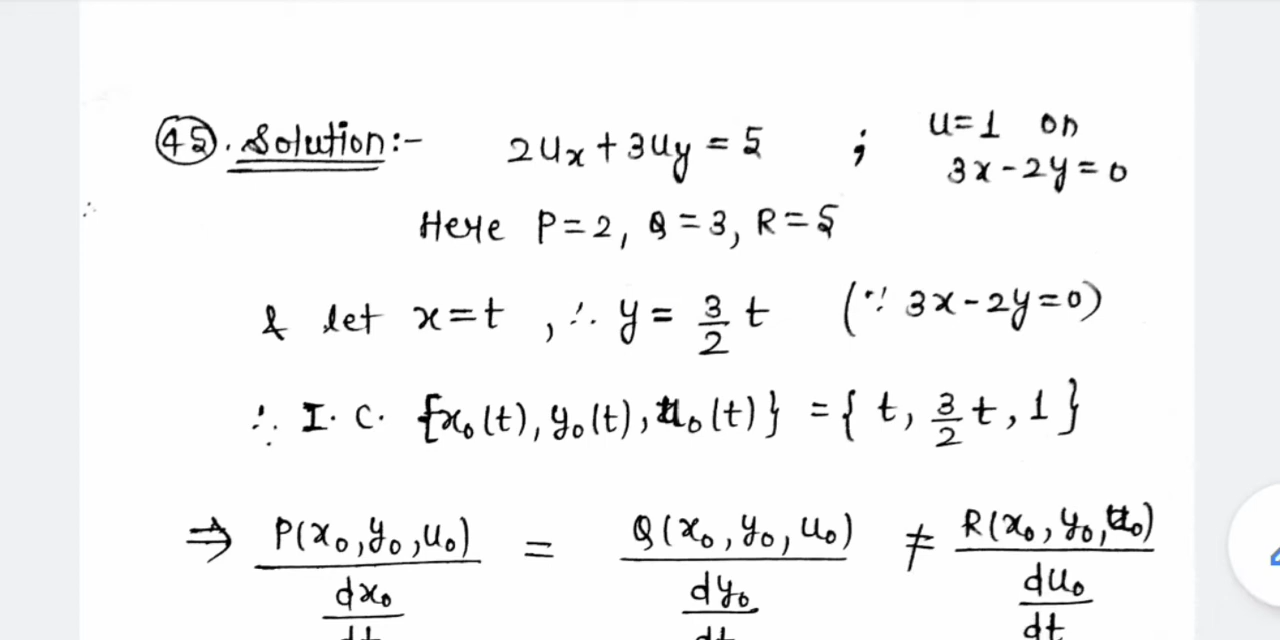 45. Solution:- 2ux + 3uy = 5 ; u=1 on 3x-2y=0
Here P=2, Q=3, R=5
& let x=t, ∴ y = 3/2 t (∵ 3x-2y=0)
∴ I.C. {x₀(t), y₀(t), u₀(t)} = {t, 3/2 t, 1}
⇒ P(x₀,y₀,u₀)/(dx₀/dt) = Q(x₀,y₀,u₀)/(dy₀/dt) ≠ R(x₀,y₀,u₀)/(du₀/dt)